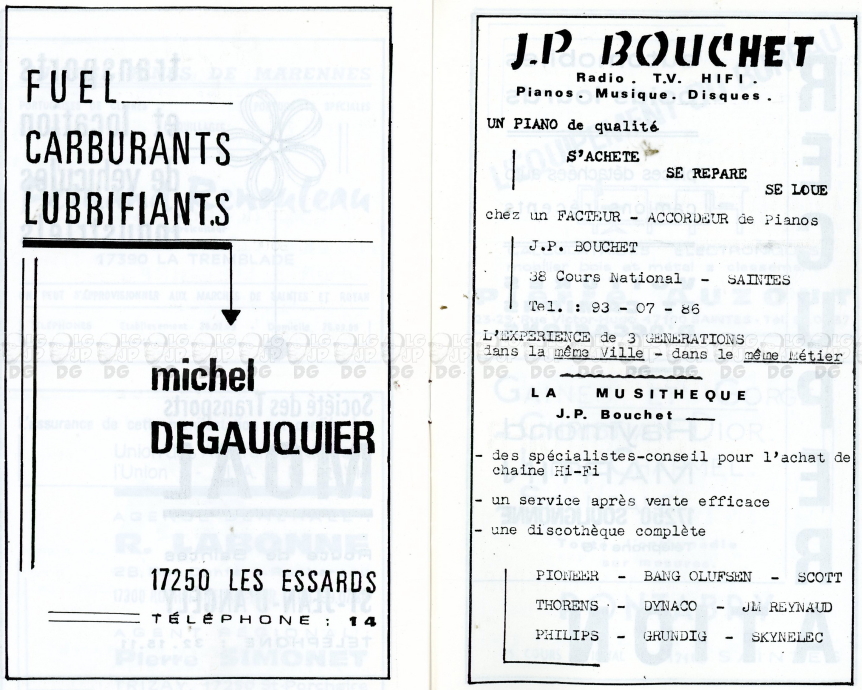 FUEL
CARBURANTS
LUBRIFIANTS
michel
DEGAUQUIER
17250 LES ESSARDS
TÉLÉPHONE : 14
J.P BOUCHET
Radio . T.V. HIFI .
Pianos . Musique . Disques .
UN PIANO de qualité
S'ACHETE
SE REPARE
SE LOUE
chez un FACTEUR - ACCORDEUR de Pianos
J.P. BOUCHET
38 Cours National - SAINTES
Tel. : 93 - 07 - 86
L'EXPERIENCE de 3 GENERATIONS
dans la même Ville - dans le même Métier
LA MUSITHEQUE
J.P. Bouchet
- des spécialistes-conseil pour l'achat de
chaine Hi-Fi
- un service après vente efficace
- une discothèque complète
PIONEER - BANG OLUFSEN - SCOTT
THORENS - DYNACO - JM REYNAUD
PHILIPS - GRUNDIG - SKYNELEC